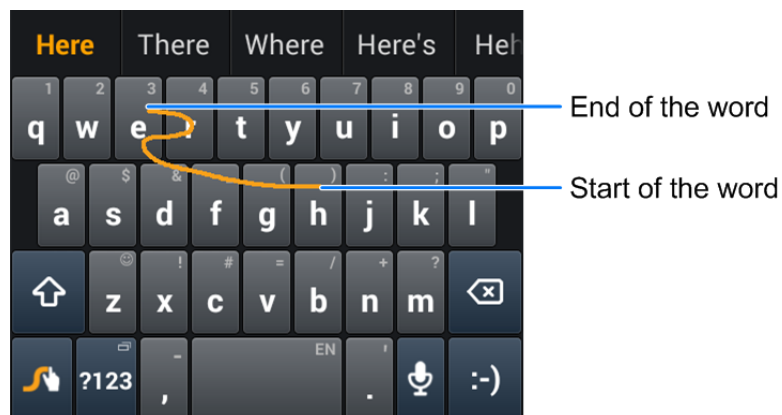 Here There Where Here's Heh
1 2 3 4 5 6 7 8 9 0
q w e r t y u i o p
End of the word
@ $ & ( ) : ; "
a s d f g h j k l
Start of the word
! # = / + ?
z x c v b n m
EN
?123 , - . '
:-)